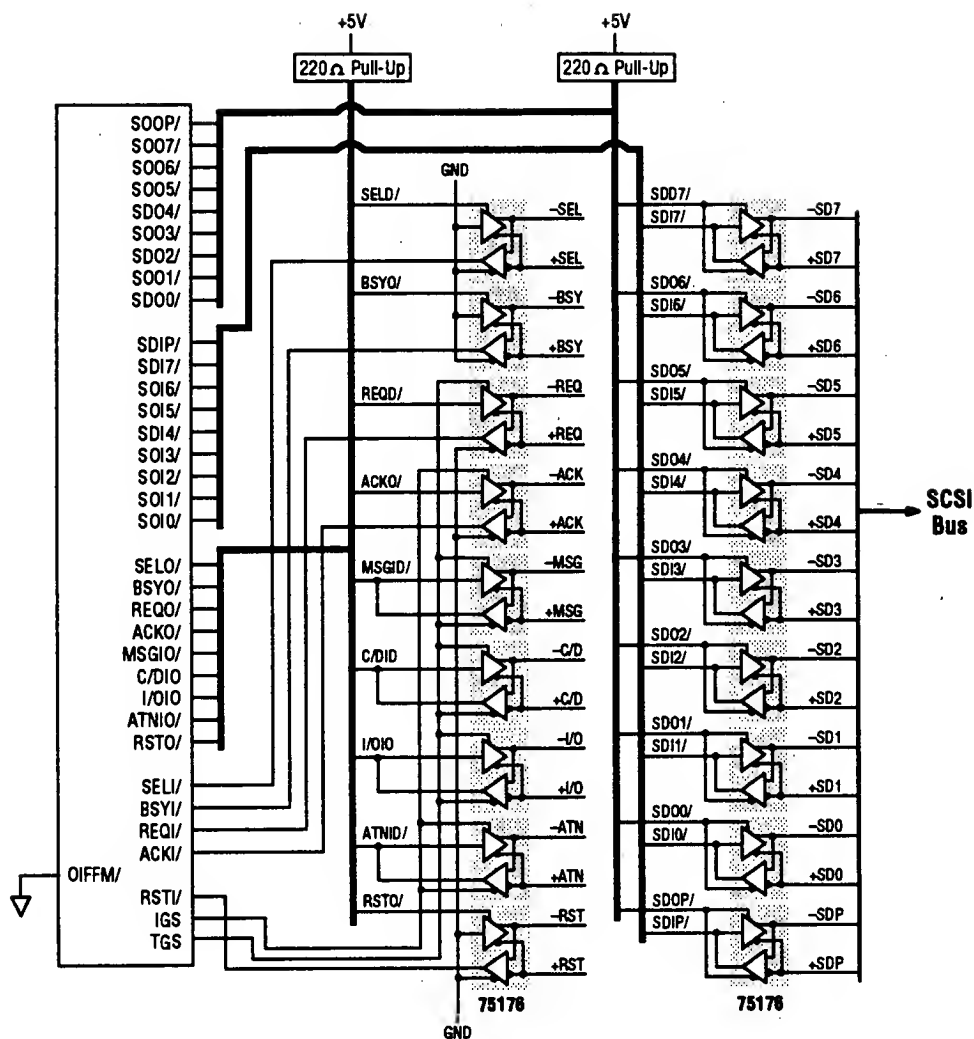 +5V
+5V
220 Ω Pull-Up
220 Ω Pull-Up
SOOP/
SOO7/
SOO6/
SOO5/
SDO4/
SOO3/
SDO2/
SOO1/
SDO0/
SDIP/
SDI7/
SOI6/
SOI5/
SDI4/
SOI3/
SOI2/
SOI1/
SOI0/
SELO/
BSYO/
REQO/
ACKO/
MSGIO/
C/DIO
I/OIO
ATNIO/
RSTO/
SELI/
BSYI/
REQI/
ACKI/
OIFFM/
RSTI/
IGS
TGS
GND
SELD/
-SEL
+SEL
BSYO/
-BSY
+BSY
REQD/
-REQ
+REQ
ACKO/
-ACK
+ACK
MSGID/
-MSG
+MSG
C/DID
-C/D
+C/D
I/OIO
-I/O
+I/O
ATNID/
-ATN
+ATN
RSTO/
-RST
+RST
75176
GND
SDD7/
SDI7/
-SD7
+SD7
SDO6/
SDI6/
-SD6
+SD6
SDO5/
SDI5/
-SD5
+SD5
SDO4/
SDI4/
-SD4
+SD4
SDO3/
SDI3/
-SD3
+SD3
SDO2/
SDI2/
-SD2
+SD2
SDO1/
SDI1/
-SD1
+SD1
SDO0/
SDI0/
-SD0
+SD0
SDOP/
SDIP/
-SDP
+SDP
75176
SCSI
Bus